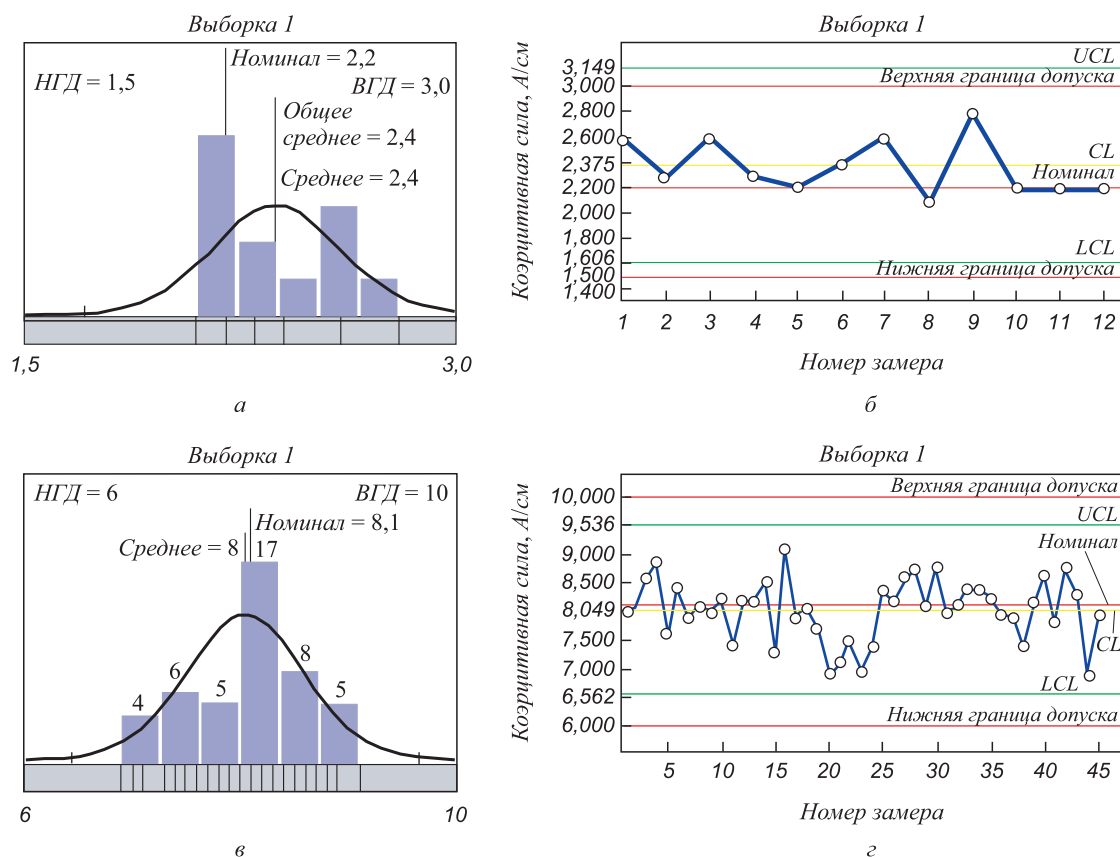 Выборка 1
НГД = 1,5
Номинал = 2,2
ВГД = 3,0
Общее
среднее = 2,4
Среднее = 2,4
1,5
3,0
а
Выборка 1
Коэрцитивная сила, А/см
3,149
3,000
2,800
2,600
2,375
2,200
2,000
1,800
1,606
1,500
1,400
UCL
Верхняя граница допуска
CL
Номинал
LCL
Нижняя граница допуска
1 2 3 4 5 6 7 8 9 10 11 12
Номер замера
б
Выборка 1
НГД = 6
ВГД = 10
Номинал = 8,1
Среднее = 8
17
4
6
5
8
5
6
10
в
Выборка 1
Коэрцитивная сила, А/см
10,000
9,536
9,000
8,500
8,049
7,500
7,000
6,562
6,000
Верхняя граница допуска
UCL
Номинал
CL
LCL
Нижняя граница допуска
5 10 15 20 25 30 35 40 45
Номер замера
г